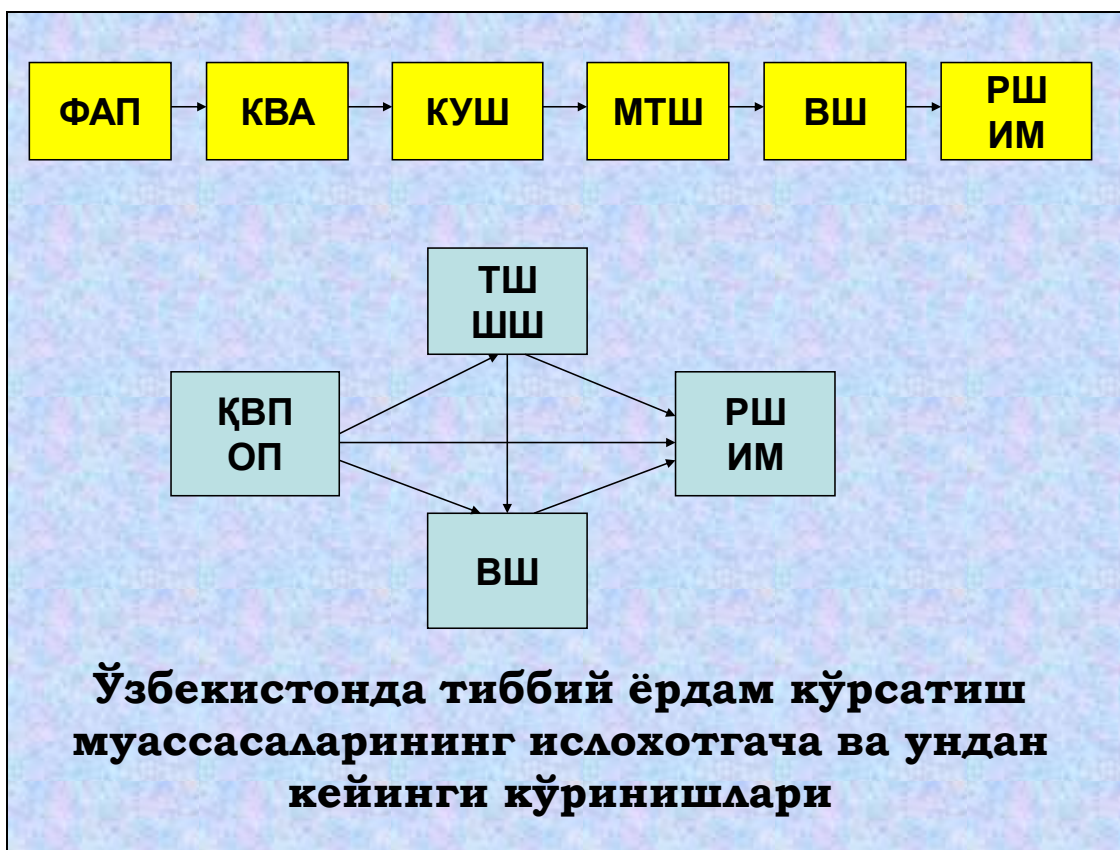 ФАП КВА КУШ МТШ ВШ РШ
ИМ
ТШ
ШШ
ҚВП
ОП
РШ
ИМ
ВШ
Ўзбекистонда тиббий ёрдам кўрсатиш
муассасаларининг ислохотгача ва ундан
кейинги кўринишлари